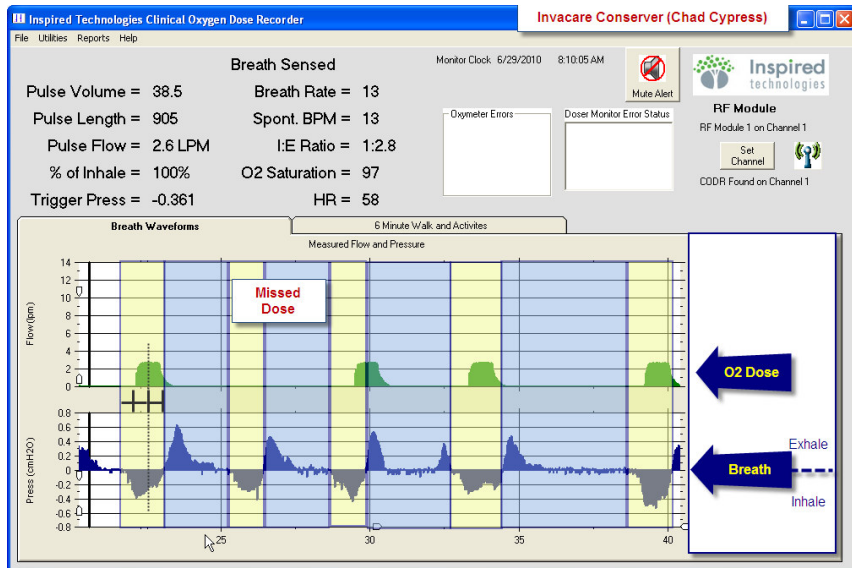 Inspired Technologies Clinical Oxygen Dose Recorder
Invacare Conserver (Chad Cypress)
File Utilities Reports Help
Breath Sensed
Monitor Clock 6/29/2010 8:10:05 AM
Mute Alert
Inspired
technologies
Pulse Volume = 38.5
Breath Rate = 13
Pulse Length = 905
Spont. BPM = 13
Pulse Flow = 2.6 LPM
I:E Ratio = 1:2.8
% of Inhale = 100%
O2 Saturation = 97
Trigger Press = -0.361
HR = 58
Oxymeter Errors
Doser Monitor Error Status
RF Module
RF Module 1 on Channel 1
Set
Channel
CODR Found on Channel 1
Breath Waveforms
6 Minute Walk and Activites
Measured Flow and Pressure
Flow(lpm)
14
12
10
8
6
4
2
0
Missed
Dose
O2 Dose
Press (cmH2O)
0.8
0.6
0.4
0.2
0.0
-0.2
-0.4
-0.6
-0.8
Exhale
Breath
Inhale
25
30
35
40